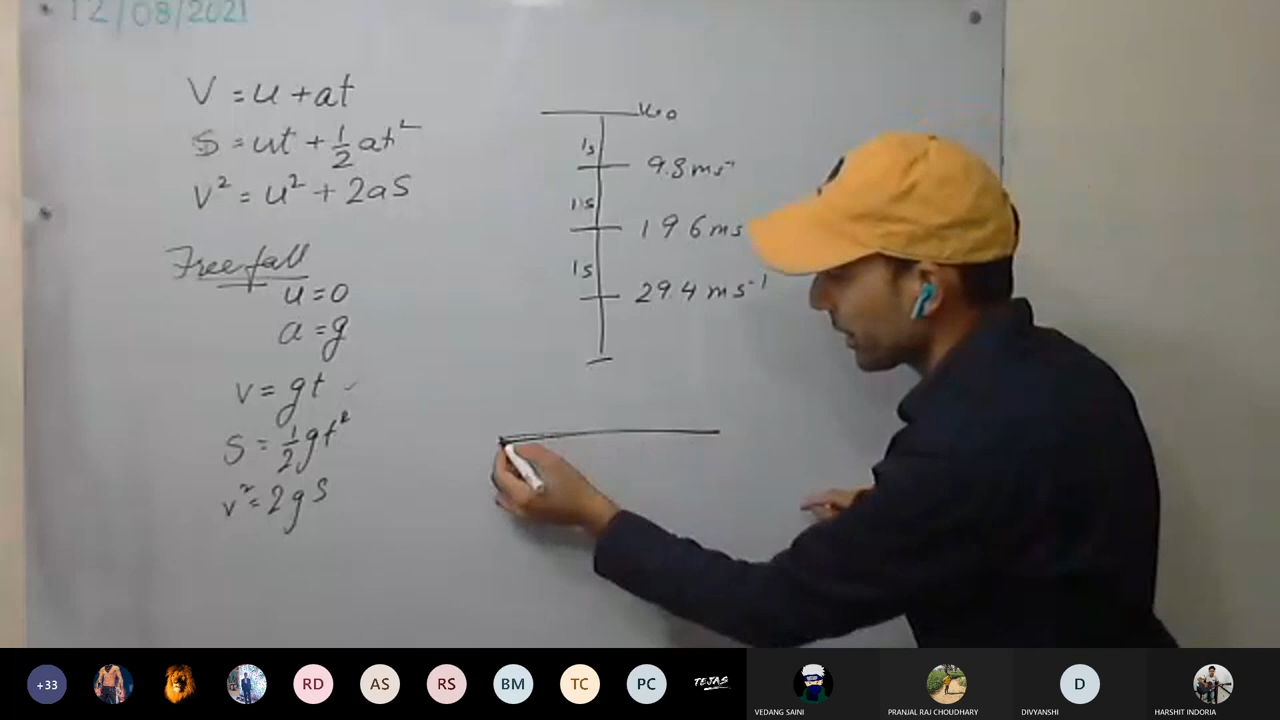 12/08/2021
V = u + at
S = ut + 1/2 at²
V² = u² + 2aS
Free fall
u = 0
a = g
v = gt
S = 1/2 gt²
v² = 2gS
u=0
1s
9.8 ms⁻¹
1s
19.6 ms
1s
29.4 ms⁻¹
+33
RD
AS
RS
BM
TC
PC
TEJAS
D
VEDANG SAINI
PRANJAL RAJ CHOUDHARY
DIVYANSHI
HARSHIT INDORIA